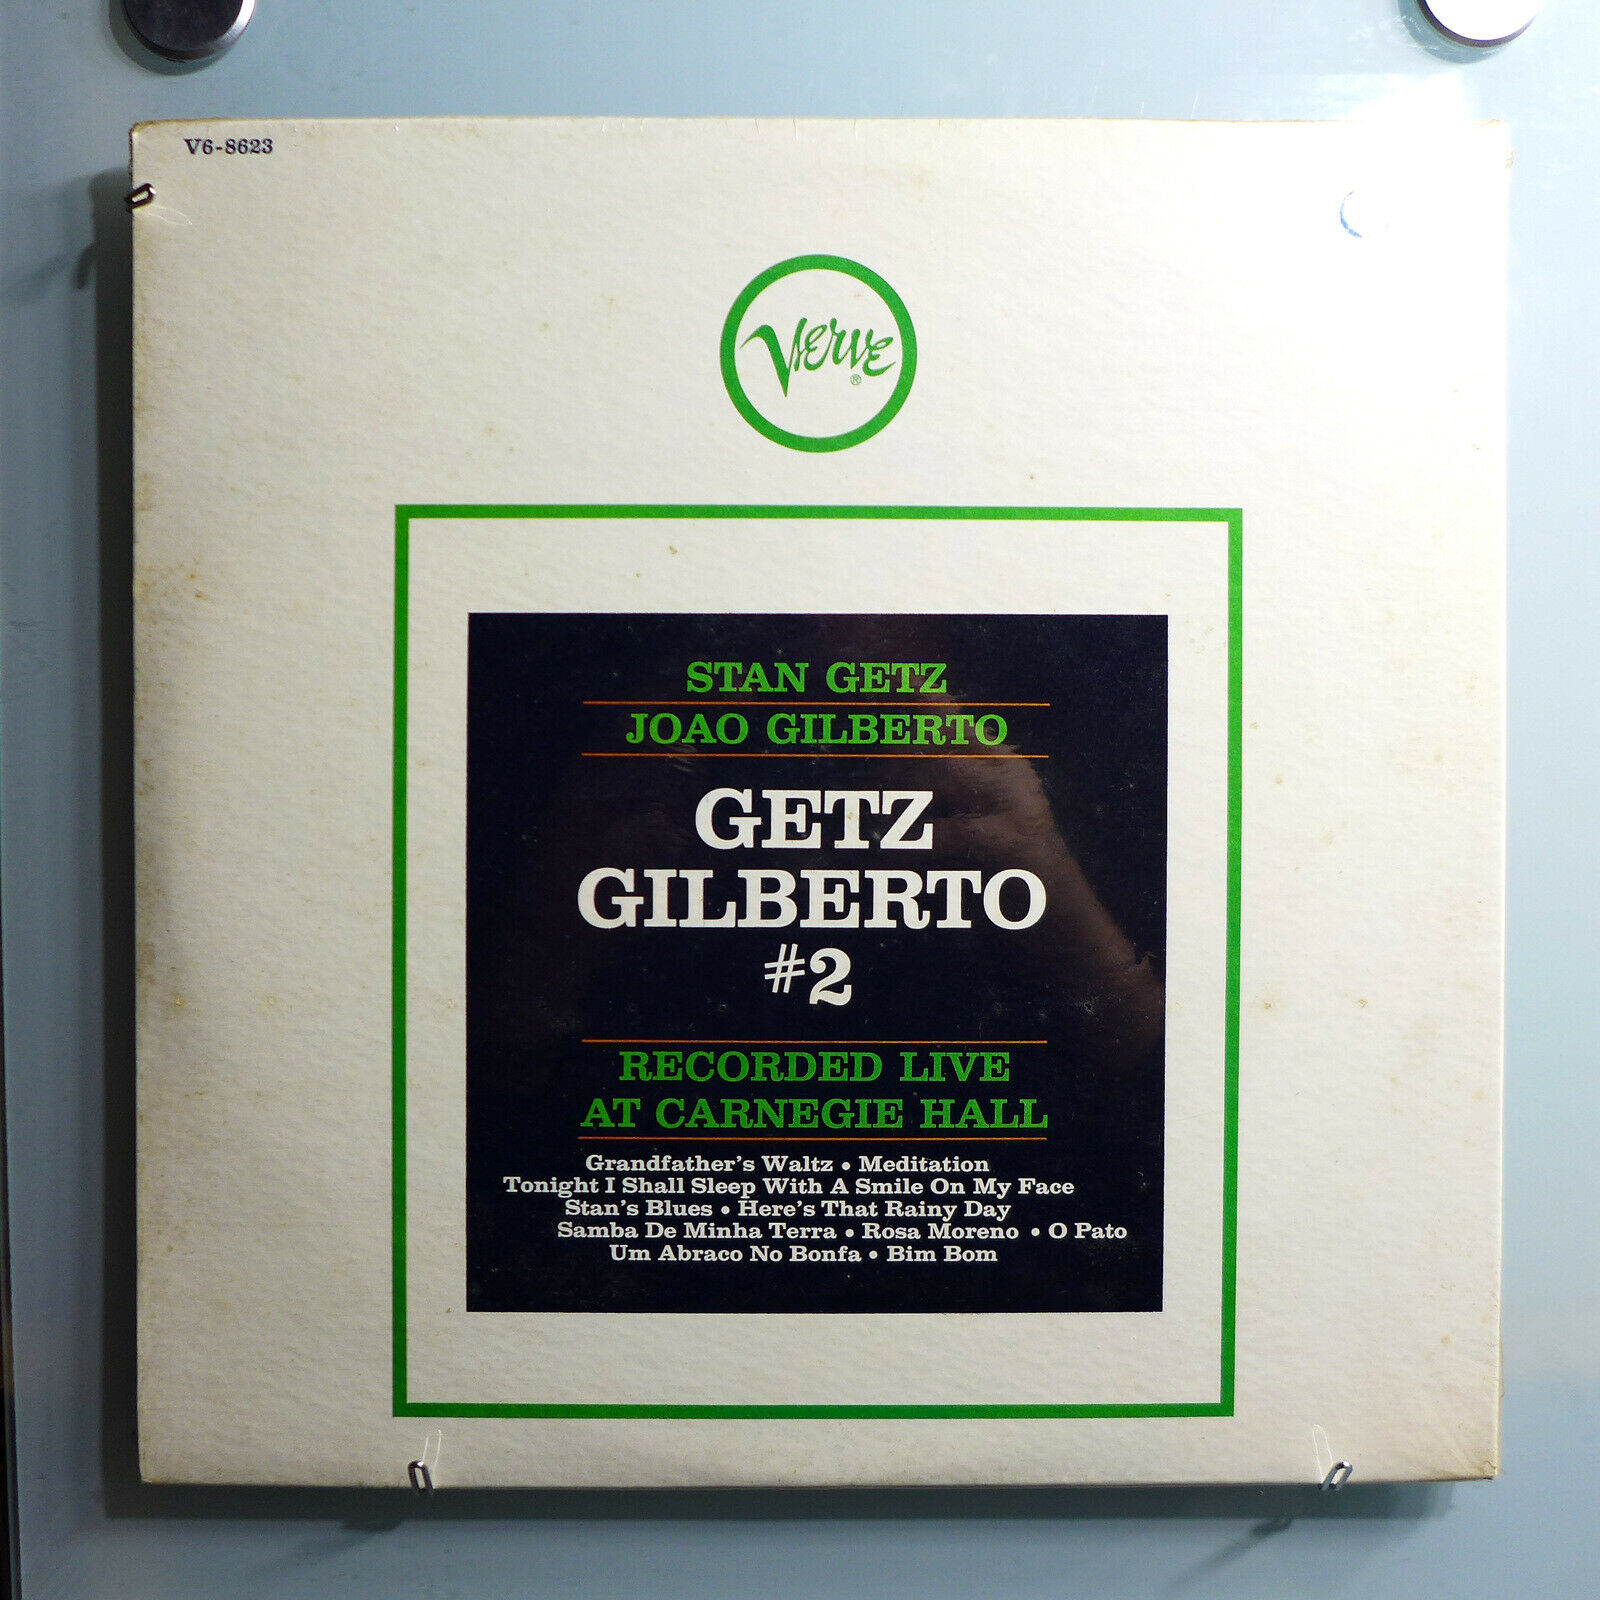 V6-8623
Verve
®
STAN GETZ
JOAO GILBERTO
GETZ
GILBERTO
#2
RECORDED LIVE
AT CARNEGIE HALL
Grandfather's Waltz • Meditation
Tonight I Shall Sleep With A Smile On My Face
Stan's Blues • Here's That Rainy Day
Samba De Minha Terra • Rosa Moreno • O Pato
Um Abraco No Bonfa • Bim Bom